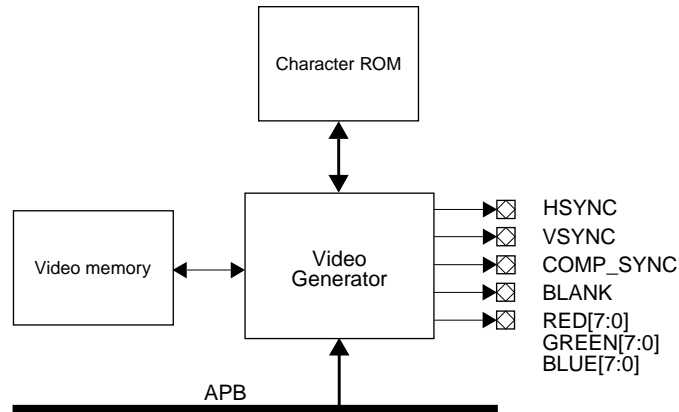 Character ROM
Video memory
Video
Generator
HSYNC
VSYNC
COMP_SYNC
BLANK
RED[7:0]
GREEN[7:0]
BLUE[7:0]
APB